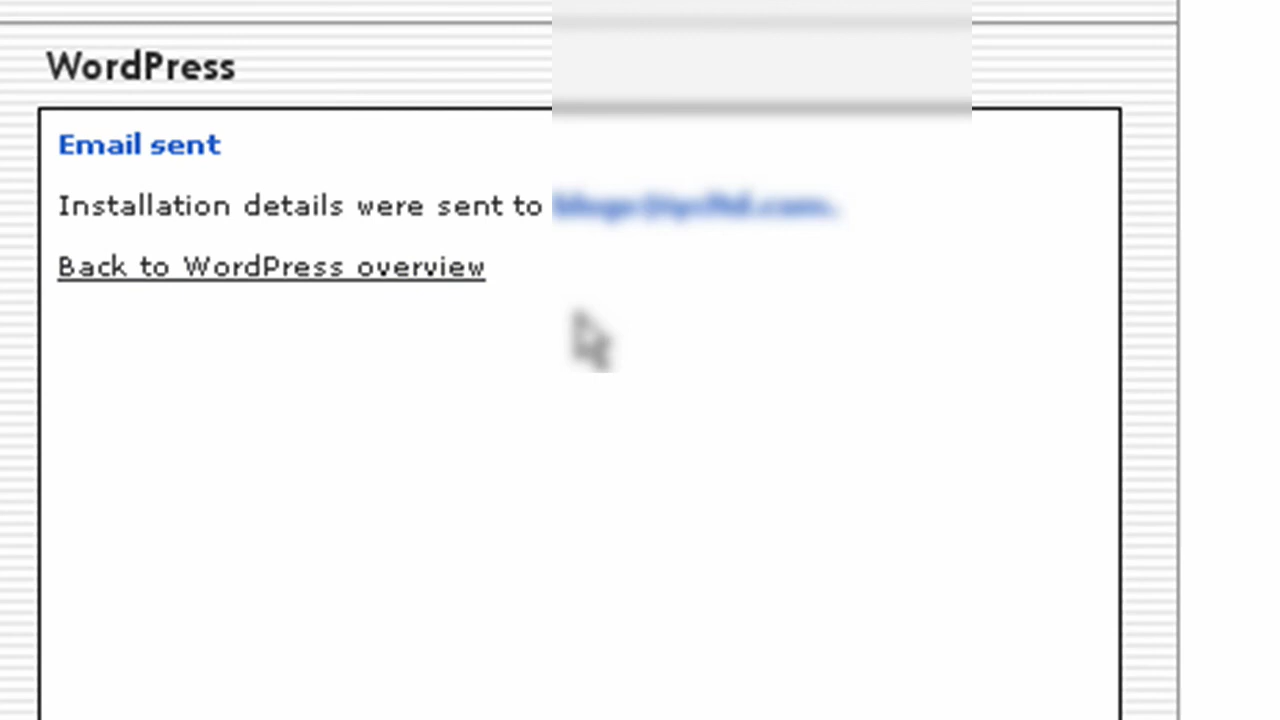 WordPress
Email sent
Installation details were sent to
Back to WordPress overview